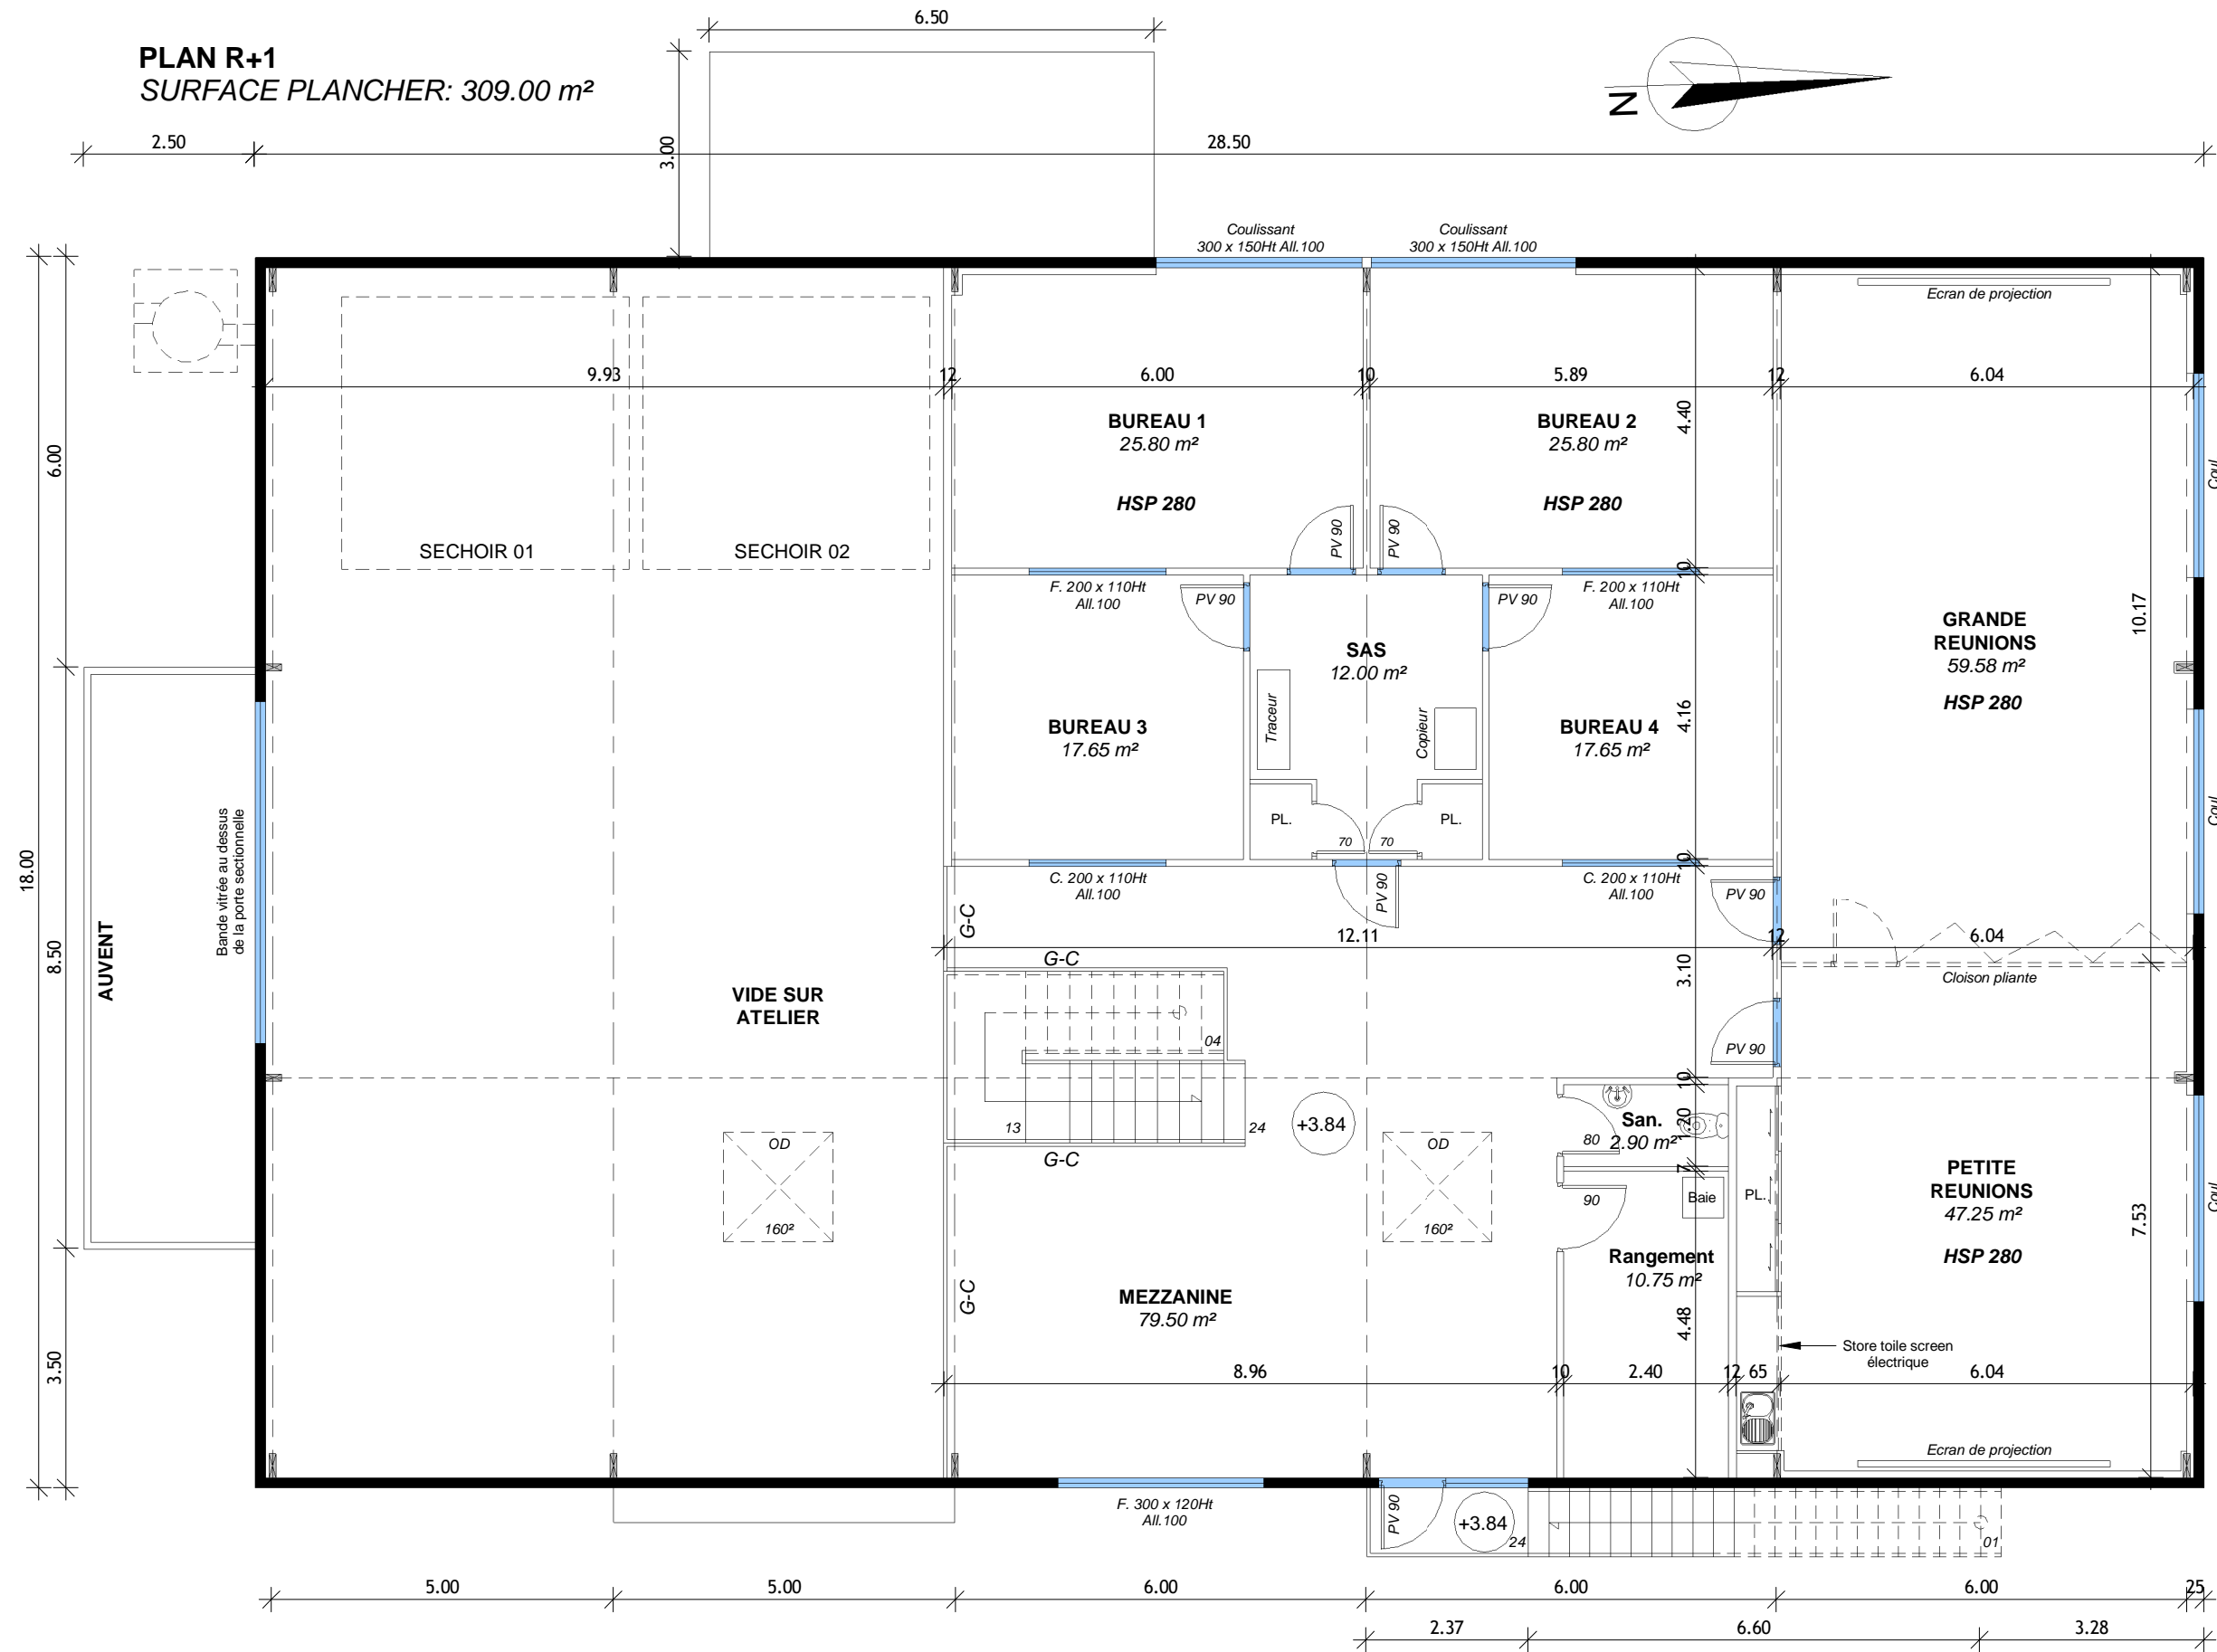 6.50
PLAN R+1
SURFACE PLANCHER: 309.00 m²
N
2.50
3.00
28.50
Coulissant
300 x 150Ht All.100
Coulissant
300 x 150Ht All.100
Ecran de projection
9.93
12
6.00
10
5.89
12
6.04
4.40
BUREAU 1
25.80 m²
HSP 280
BUREAU 2
25.80 m²
HSP 280
6.00
Coul
SECHOIR 01
SECHOIR 02
PV 90
PV 90
10
F. 200 x 110Ht
All.100
PV 90
PV 90
F. 200 x 110Ht
All.100
10.17
GRANDE
REUNIONS
59.58 m²
HSP 280
SAS
12.00 m²
Traceur
Copieur
BUREAU 3
17.65 m²
BUREAU 4
17.65 m²
4.16
PL.
PL.
70
70
Coul
18.00
Bande vitrée au dessus
de la porte sectionnelle
10
C. 200 x 110Ht
All.100
PV 90
C. 200 x 110Ht
All.100
PV 90
G-C
12.11
12
6.04
8.50
AUVENT
G-C
3.10
Cloison pliante
VIDE SUR
ATELIER
04
PV 90
10
13
24
+3.84
San.
2.90 m²
1.20
80
G-C
OD
160²
OD
160²
7
90
Baie
PL.
PETITE
REUNIONS
47.25 m²
HSP 280
7.53
Coul
Rangement
10.75 m²
G-C
MEZZANINE
79.50 m²
4.48
Store toile screen
électrique
3.50
8.96
10
2.40
12
65
6.04
Ecran de projection
F. 300 x 120Ht
All.100
PV 90
+3.84
24
01
5.00
5.00
6.00
6.00
6.00
25
2.37
6.60
3.28